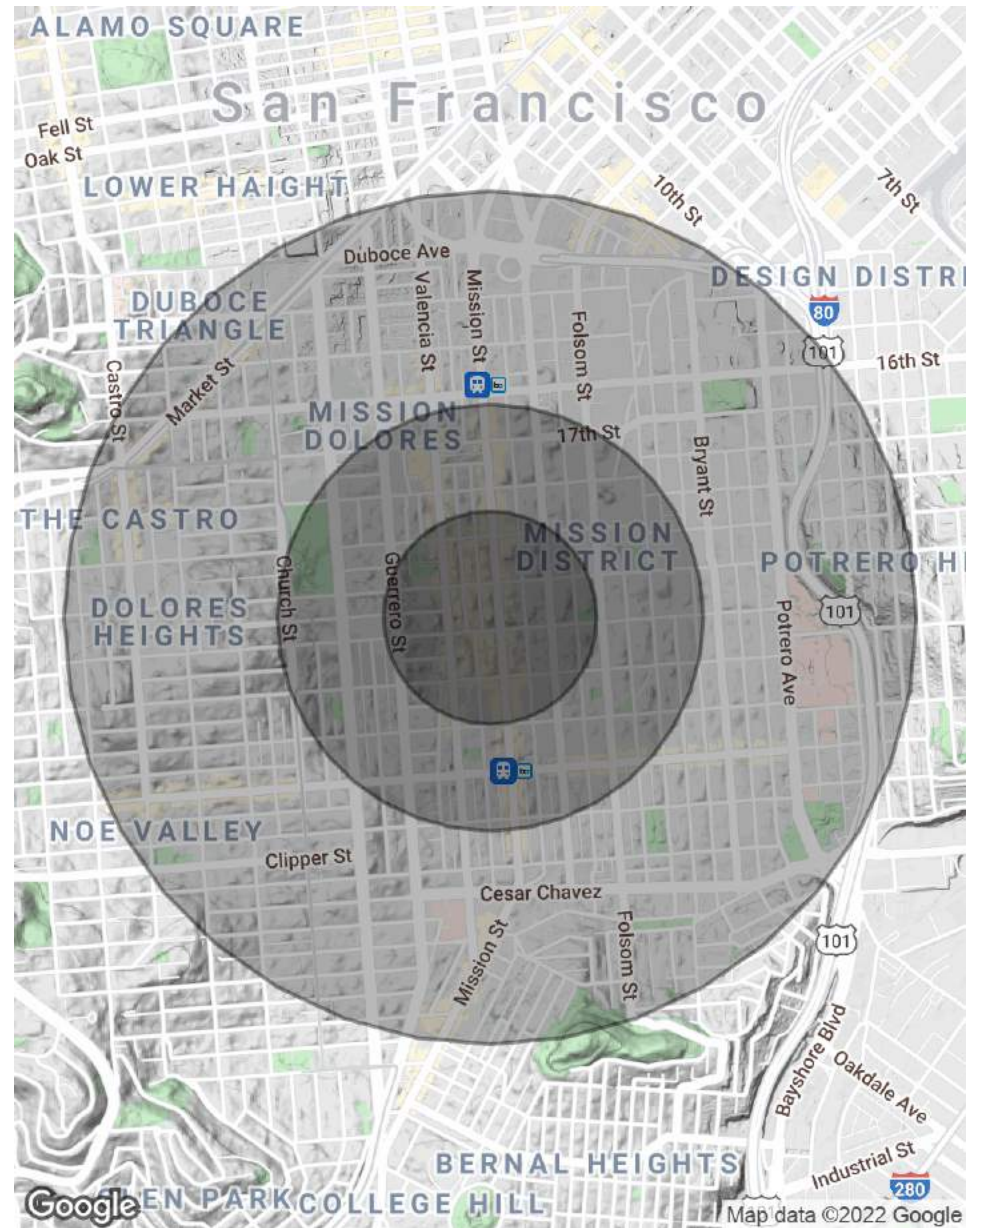 ALAMO SQUARE
San Francisco
Fell St
Oak St
LOWER HAIGHT
10th St
7th St
Duboce Ave
DESIGN DISTRI
DUBOCE
TRIANGLE
Valencia St
Mission St
Folsom St
80
101
16th St
Castro St
Market St
MISSION
DOLORES
17th St
Bryant St
THE CASTRO
MISSION
DISTRICT
POTRERO HI
Church St
Guerrero St
DOLORES
HEIGHTS
Potrero Ave
101
NOE VALLEY
Clipper St
Cesar Chavez
Mission St
Folsom St
101
Bayshore Blvd
Oakdale Ave
BERNAL HEIGHTS
Industrial St
280
Google
LEN PARK
COLLEGE HILL
Map data ©2022 Google